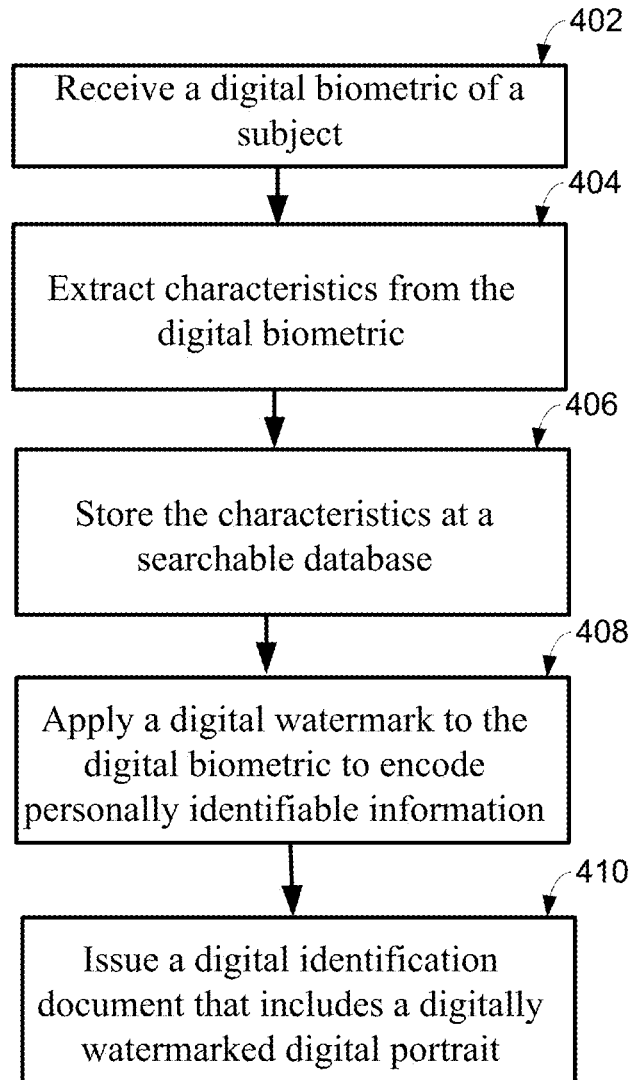 402
Receive a digital biometric of a
subject
404
Extract characteristics from the
digital biometric
406
Store the characteristics at a
searchable database
408
Apply a digital watermark to the
digital biometric to encode
personally identifiable information
410
Issue a digital identification
document that includes a digitally
watermarked digital portrait